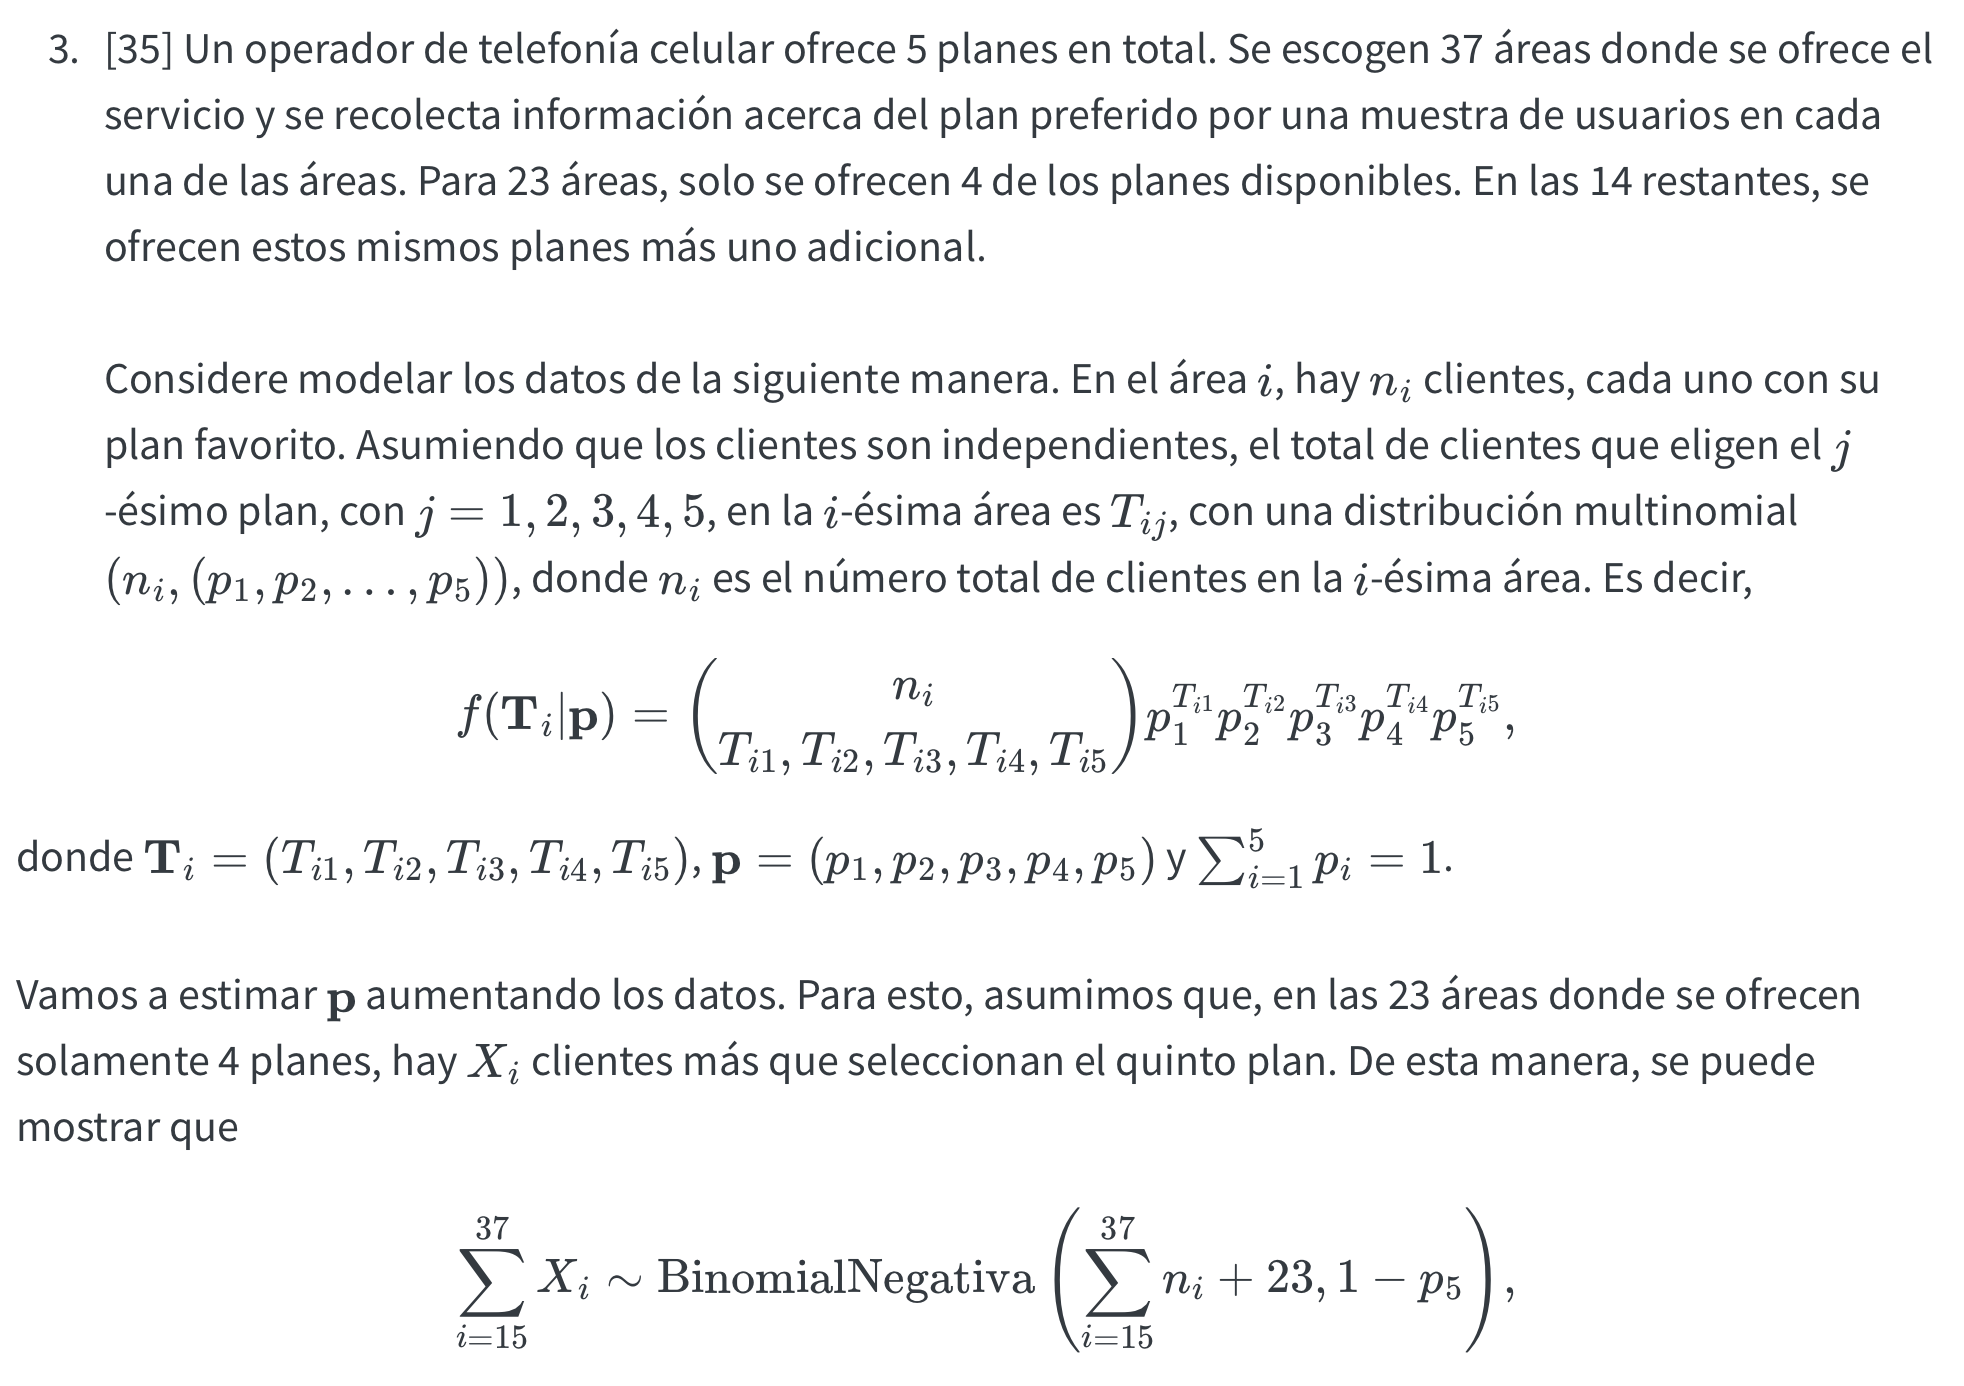 3. [35] Un operador de telefonía celular ofrece 5 planes en total. Se escogen 37 áreas donde se ofrece el
servicio y se recolecta información acerca del plan preferido por una muestra de usuarios en cada
una de las áreas. Para 23 áreas, solo se ofrecen 4 de los planes disponibles. En las 14 restantes, se
ofrecen estos mismos planes más uno adicional.
Considere modelar los datos de la siguiente manera. En el área $i$, hay $n_i$ clientes, cada uno con su
plan favorito. Asumiendo que los clientes son independientes, el total de clientes que eligen el $j$
-ésimo plan, con $j = 1, 2, 3, 4, 5$, en la $i$-ésima área es $T_{ij}$, con una distribución multinomial
$(n_i, (p_1, p_2, \ldots, p_5))$, donde $n_i$ es el número total de clientes en la $i$-ésima área. Es decir,
$f(\mathbf{T}_i|\mathbf{p}) = \binom{n_i}{T_{i1}, T_{i2}, T_{i3}, T_{i4}, T_{i5}} p_1^{T_{i1}} p_2^{T_{i2}} p_3^{T_{i3}} p_4^{T_{i4}} p_5^{T_{i5}},$
donde $\mathbf{T}_i = (T_{i1}, T_{i2}, T_{i3}, T_{i4}, T_{i5})$, $\mathbf{p} = (p_1, p_2, p_3, p_4, p_5)$ y $\sum_{i=1}^5 p_i = 1$.
Vamos a estimar $\mathbf{p}$ aumentando los datos. Para esto, asumimos que, en las 23 áreas donde se ofrecen
solamente 4 planes, hay $X_i$ clientes más que seleccionan el quinto plan. De esta manera, se puede
mostrar que
$\sum_{i=15}^{37} X_i \sim \text{BinomialNegativa}\left(\sum_{i=15}^{37} n_i + 23, 1 - p_5\right),$